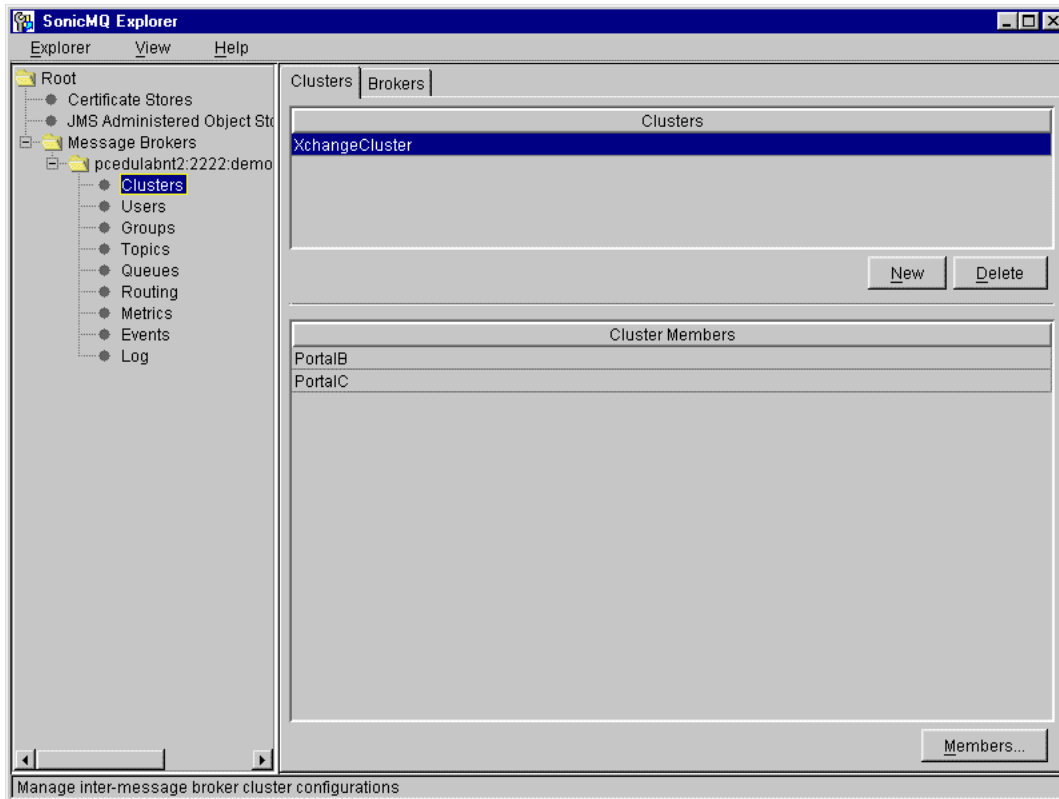 SonicMQ Explorer
Explorer View Help
Root
Certificate Stores
JMS Administered Object Sto
Message Brokers
pcedulabnt2:2222:demo
Clusters
Users
Groups
Topics
Queues
Routing
Metrics
Events
Log
Clusters Brokers
Clusters
XchangeCluster
New Delete
Cluster Members
PortalB
PortalC
Members...
Manage inter-message broker cluster configurations